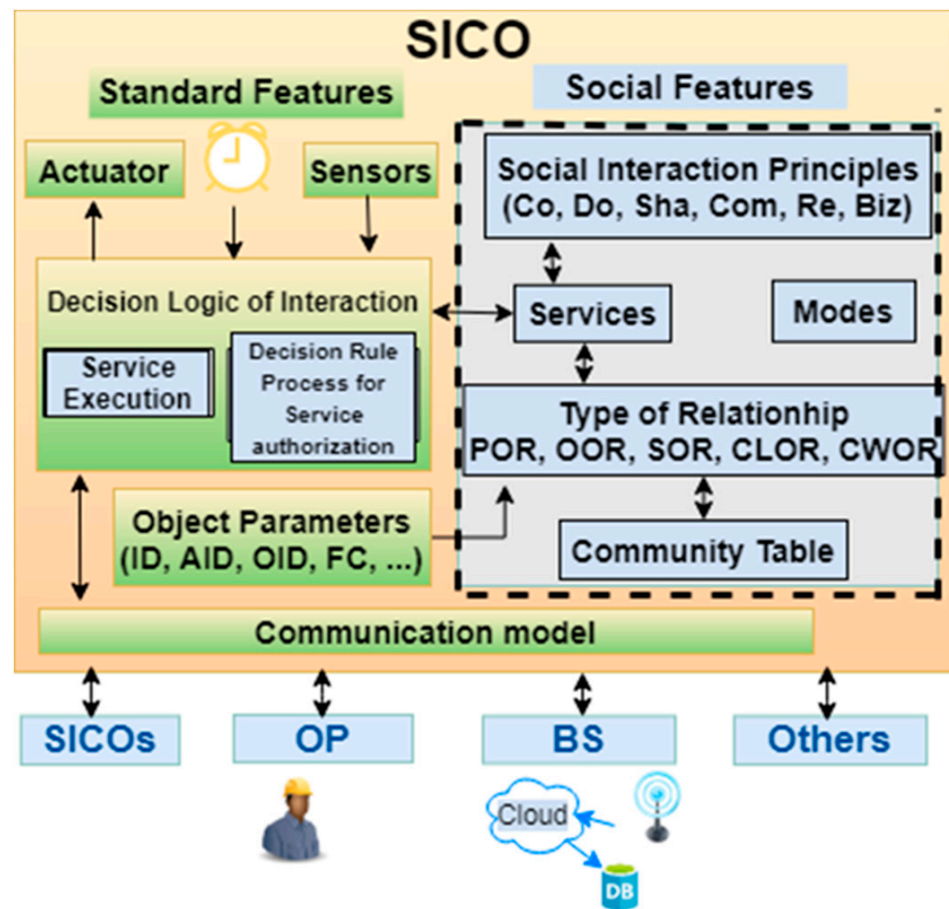 SICO
Standard Features
Social Features
Actuator
Sensors
Social Interaction Principles
(Co, Do, Sha, Com, Re, Biz)
Decision Logic of Interaction
Services
Modes
Service
Execution
Decision Rule
Process for
Service
authorization
Type of Relationhip
POR, OOR, SOR, CLOR, CWOR
Object Parameters
(ID, AID, OID, FC, ...)
Community Table
Communication model
SICOs
OP
BS
Others
Cloud
DB